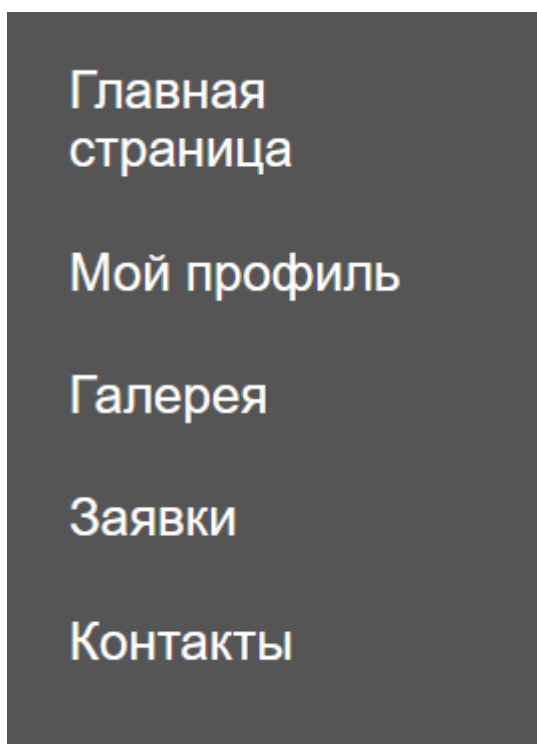 Главная
страница
Мой профиль
Галерея
Заявки
Контакты